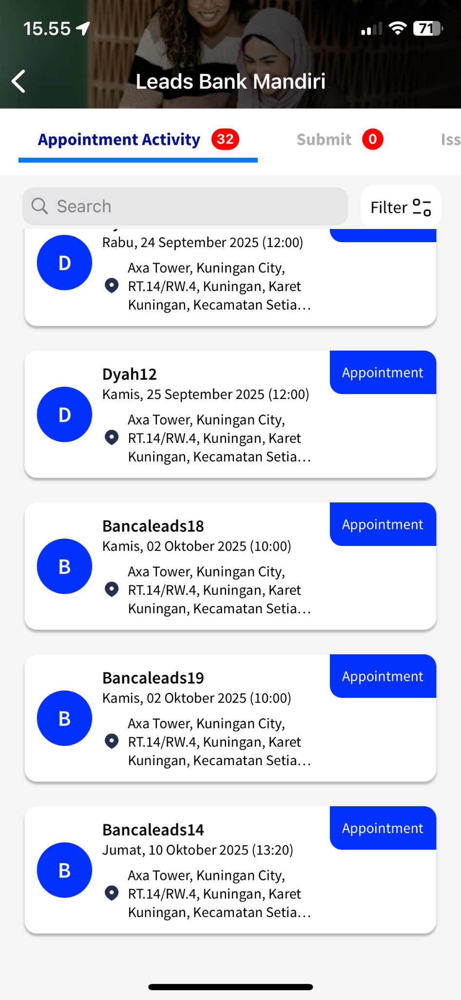 15.55
71
Leads Bank Mandiri
Appointment Activity 32
Submit 0
Iss
Search
Filter
D
Rabu, 24 September 2025 (12:00)
Axa Tower, Kuningan City,
RT.14/RW.4, Kuningan, Karet
Kuningan, Kecamatan Setia...
Dyah12
Appointment
D
Kamis, 25 September 2025 (12:00)
Axa Tower, Kuningan City,
RT.14/RW.4, Kuningan, Karet
Kuningan, Kecamatan Setia...
Bancaleads18
Appointment
B
Kamis, 02 Oktober 2025 (10:00)
Axa Tower, Kuningan City,
RT.14/RW.4, Kuningan, Karet
Kuningan, Kecamatan Setia...
Bancaleads19
Appointment
B
Kamis, 02 Oktober 2025 (10:00)
Axa Tower, Kuningan City,
RT.14/RW.4, Kuningan, Karet
Kuningan, Kecamatan Setia...
Bancaleads14
Appointment
B
Jumat, 10 Oktober 2025 (13:20)
Axa Tower, Kuningan City,
RT.14/RW.4, Kuningan, Karet
Kuningan, Kecamatan Setia...